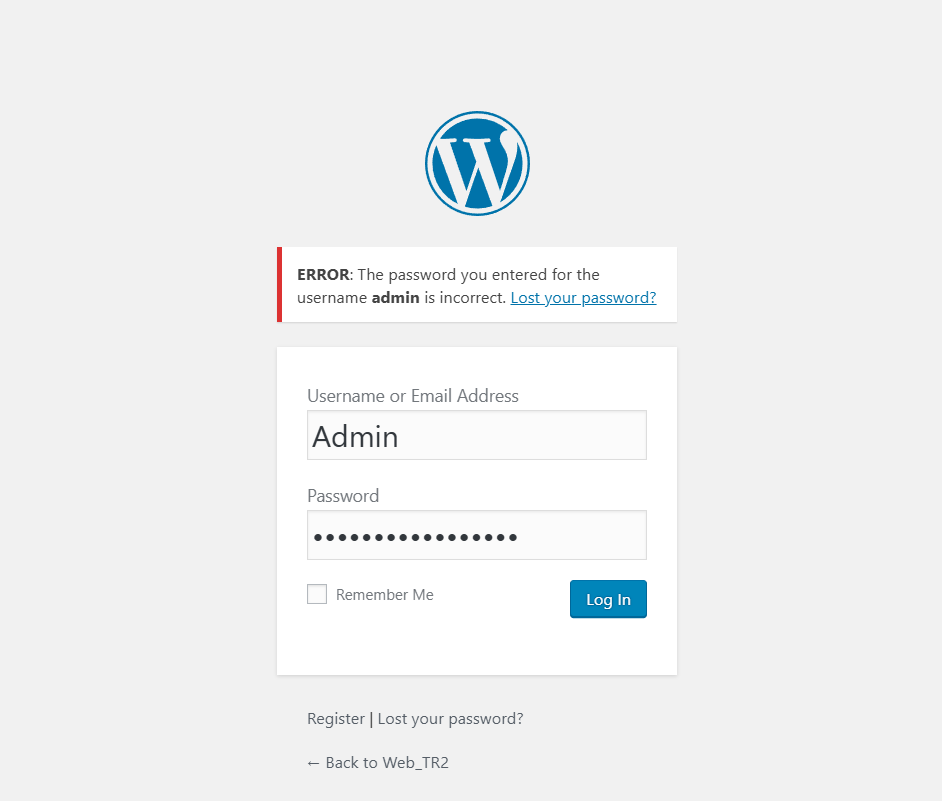 ERROR: The password you entered for the
username admin is incorrect. Lost your password?
Username or Email Address
Admin
Password
•••••••••••••••••
Remember Me
Log In
Register | Lost your password?
← Back to Web_TR2